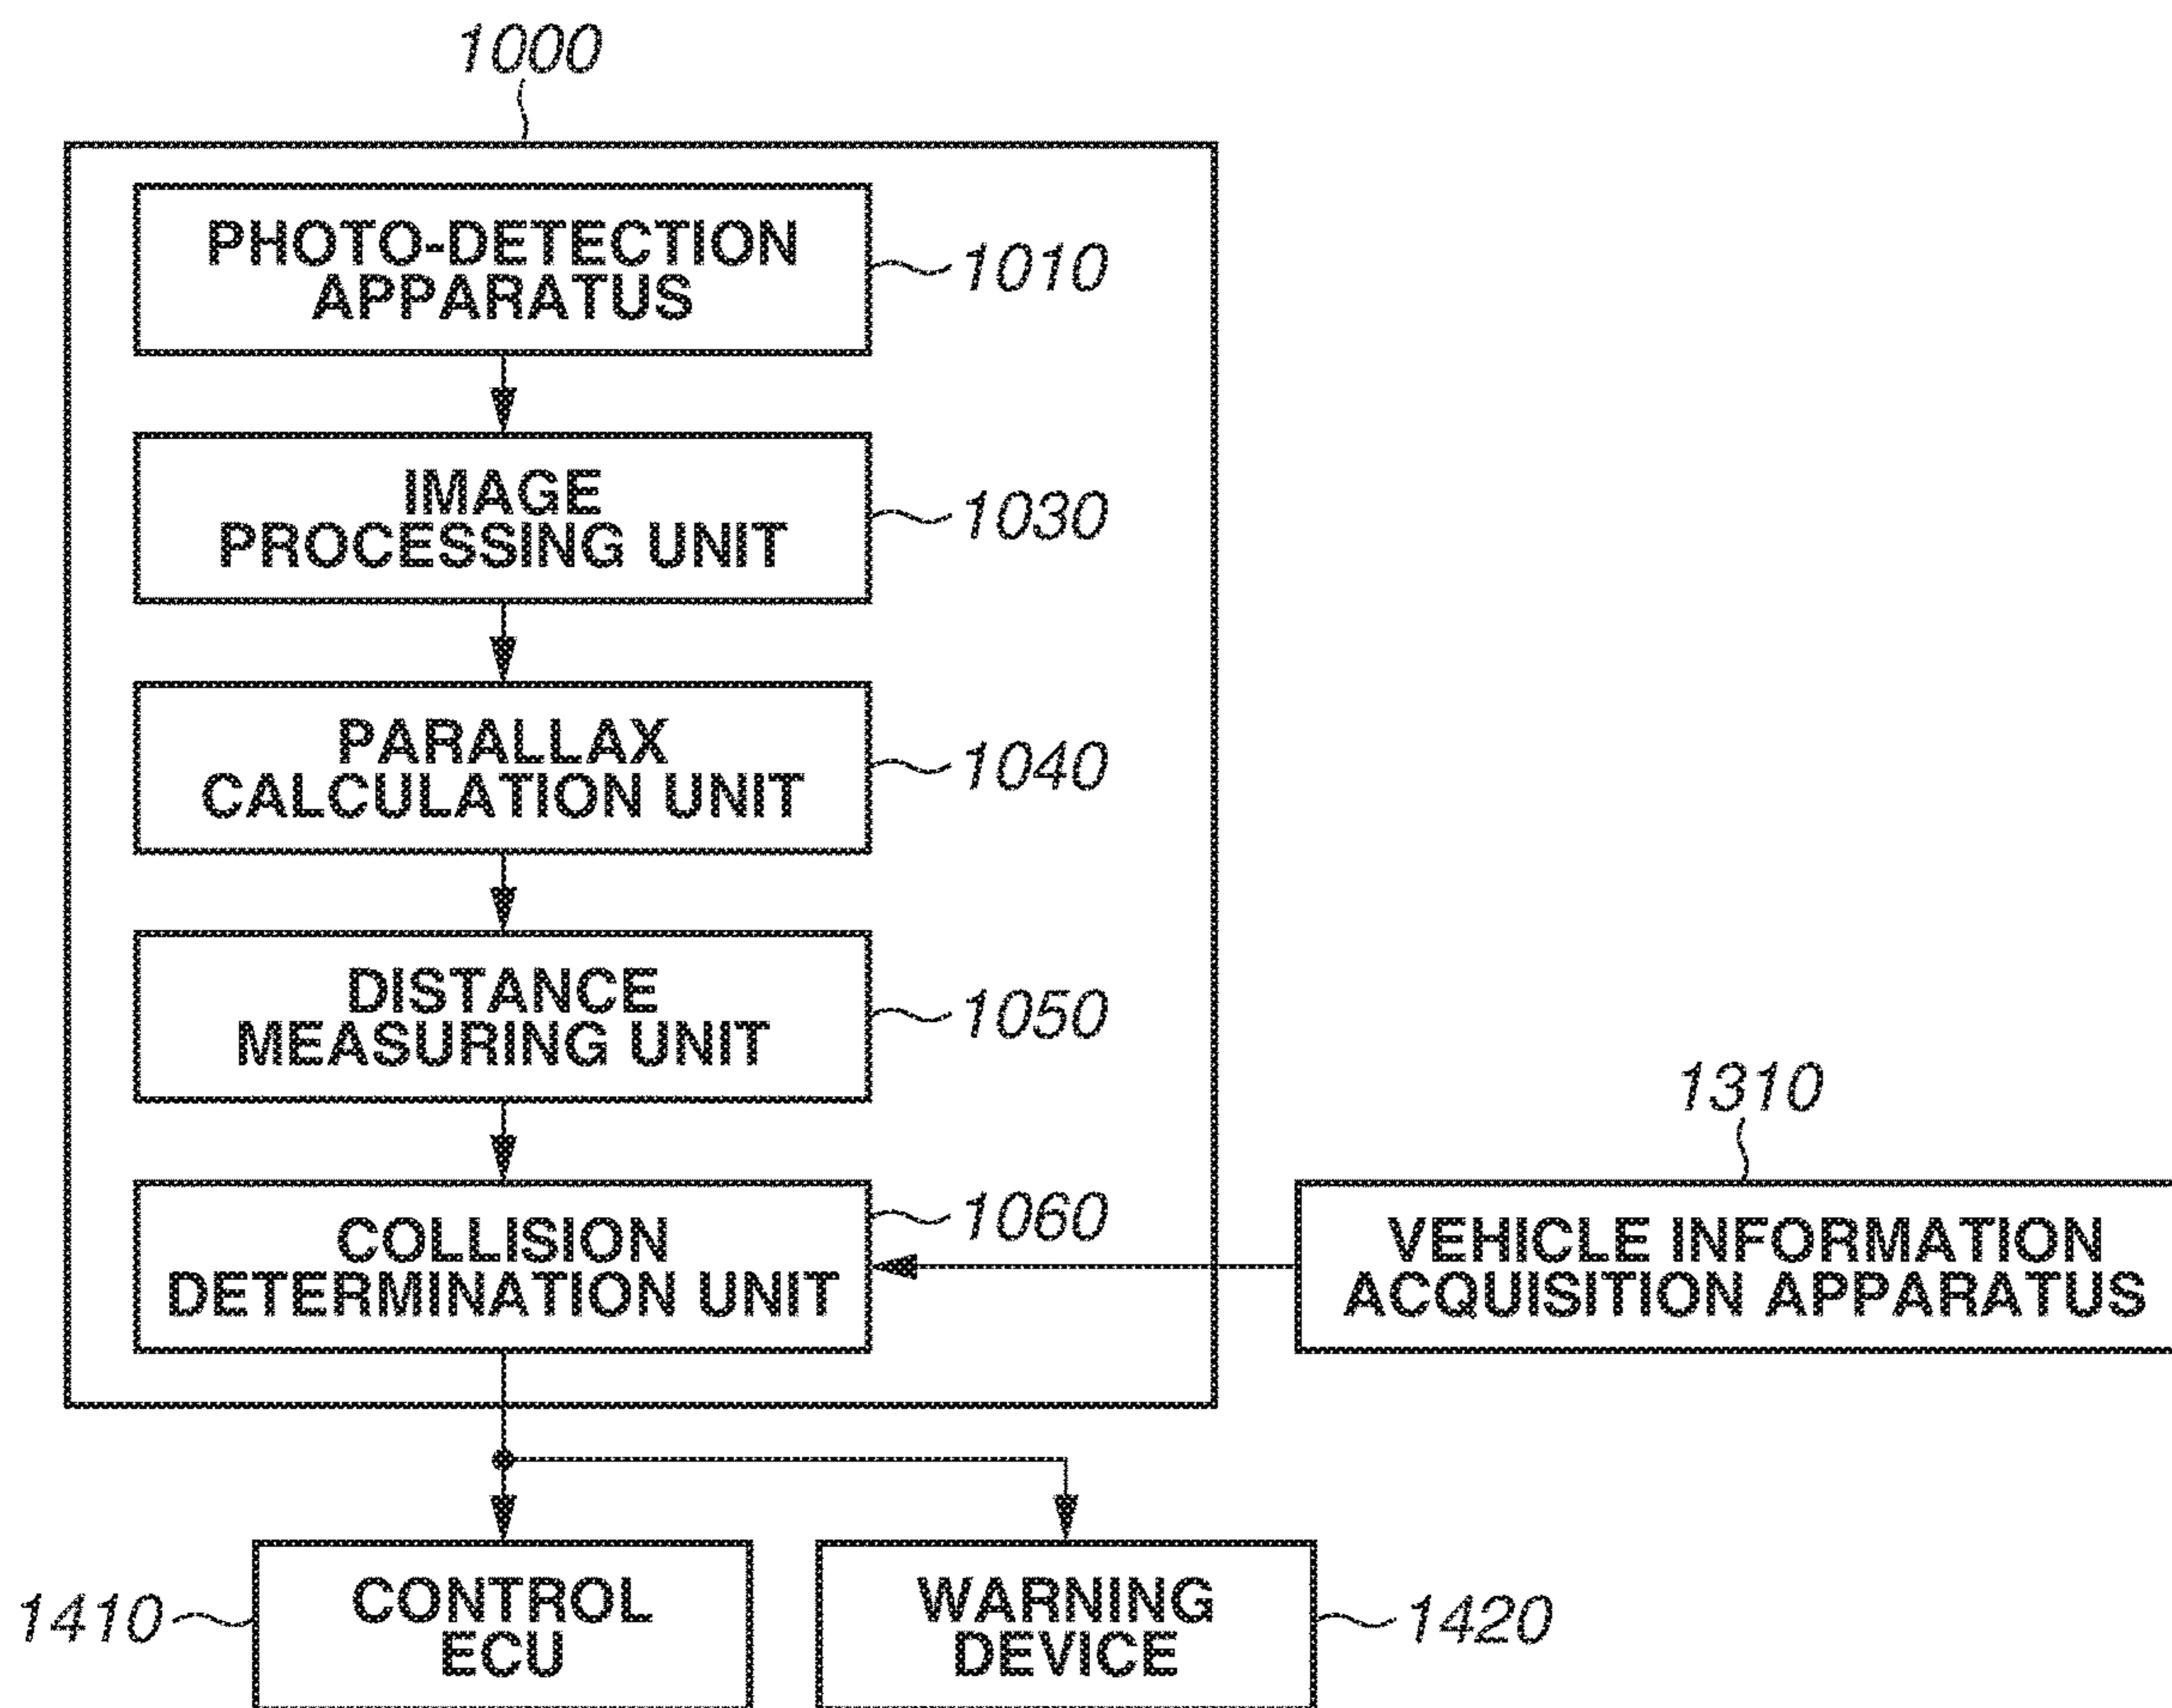 1000
PHOTO-DETECTION
APPARATUS
1010
IMAGE
PROCESSING UNIT
1030
PARALLAX
CALCULATION UNIT
1040
DISTANCE
MEASURING UNIT
1050
COLLISION
DETERMINATION UNIT
1060
1310
VEHICLE INFORMATION
ACQUISITION APPARATUS
1410
CONTROL
ECU
WARNING
DEVICE
1420